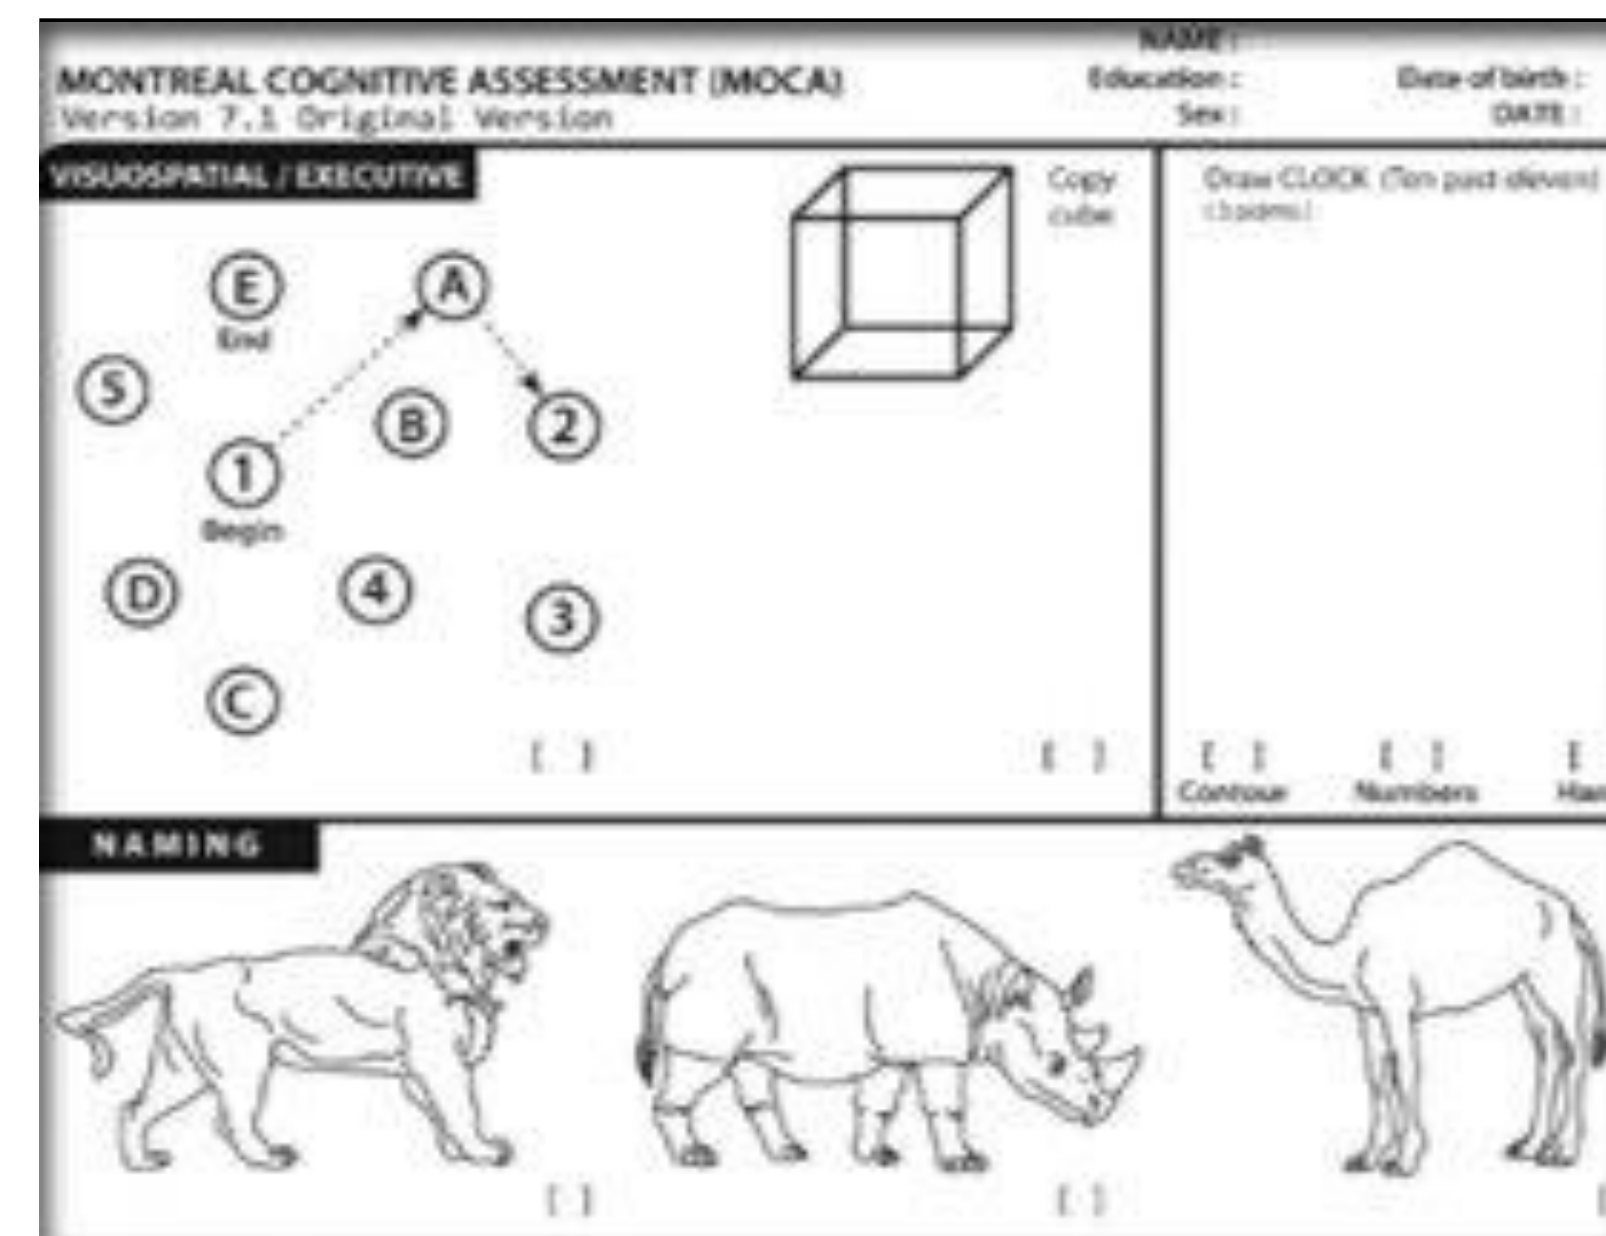 NAME :
MONTREAL COGNITIVE ASSESSMENT (MOCA)
Education :
Date of birth :
Version 7.1 Original Version
Sex :
DATE :
VISUOSPATIAL / EXECUTIVE
Copy
cube
Draw CLOCK (Ten past eleven)
E
End
A
5
B
2
1
Begin
D
4
3
C
[ ]
[ ]
[ ]
[ ]
[
Contour
Numbers
NAMING
[ ]
[ ]
[